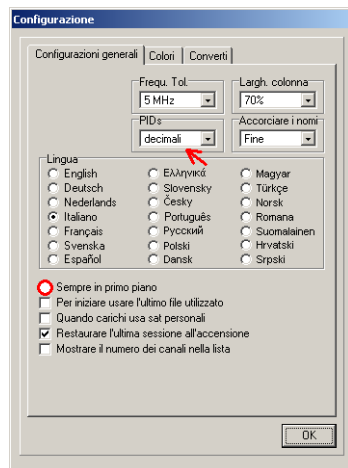 Configurazione
Configurazioni generali Colori Converti
Frequ. Tol. Largh. colonna
5 MHz 70%
PIDs Accorciare i nomi
decimali Fine
Lingua
English Ελληνικά Magyar
Deutsch Slovensky Türkçe
Nederlands Česky Norsk
Italiano Português Romana
Français Русский Suomalainen
Svenska Polski Hrvatski
Español Dansk Srpski
Sempre in primo piano
Per iniziare usare l'ultimo file utilizzato
Quando carichi usa sat personali
Restaurare l'ultima sessione all'accensione
Mostrare il numero dei canali nella lista
OK